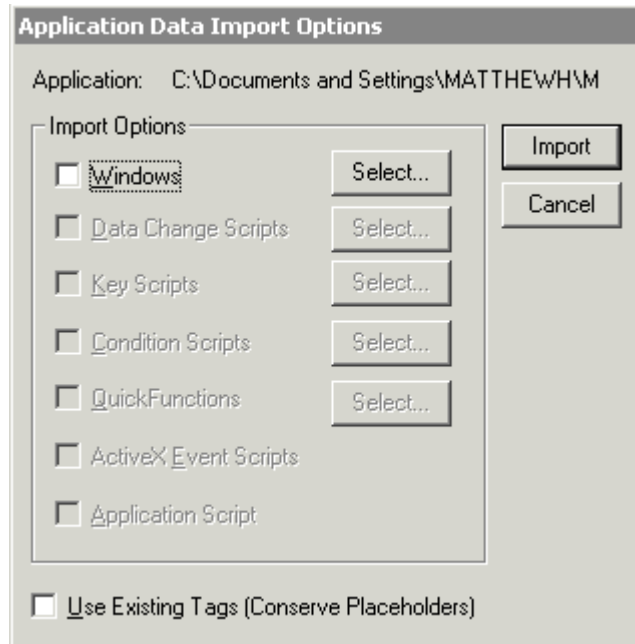 Application Data Import Options
Application: C:\Documents and Settings\MATTHEWH\M
Import Options
Import
Windows Select...
Cancel
Data Change Scripts Select...
Key Scripts Select...
Condition Scripts Select...
QuickFunctions Select...
ActiveX Event Scripts
Application Script
Use Existing Tags (Conserve Placeholders)